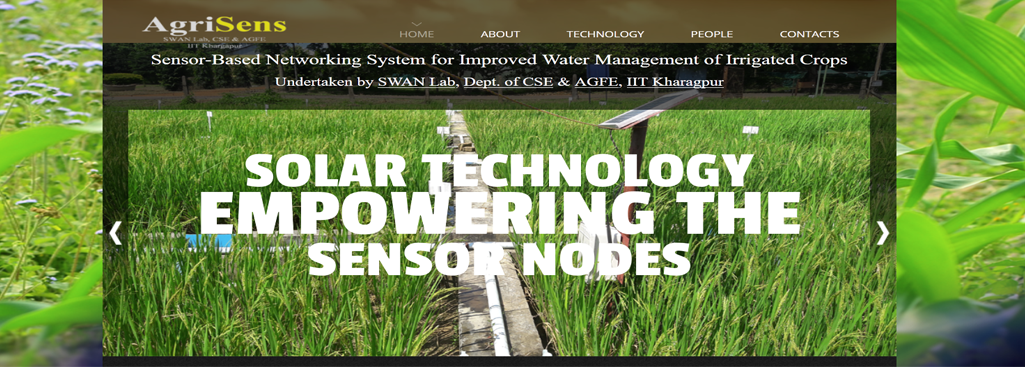 AgriSens
SWAN Lab, CSE & AGFE
IIT Kharagpur
HOME
ABOUT
TECHNOLOGY
PEOPLE
CONTACTS
Sensor-Based Networking System for Improved Water Management of Irrigated Crops
Undertaken by SWAN Lab, Dept. of CSE & AGFE, IIT Kharagpur
SOLAR TECHNOLOGY
EMPOWERING THE
SENSOR NODES